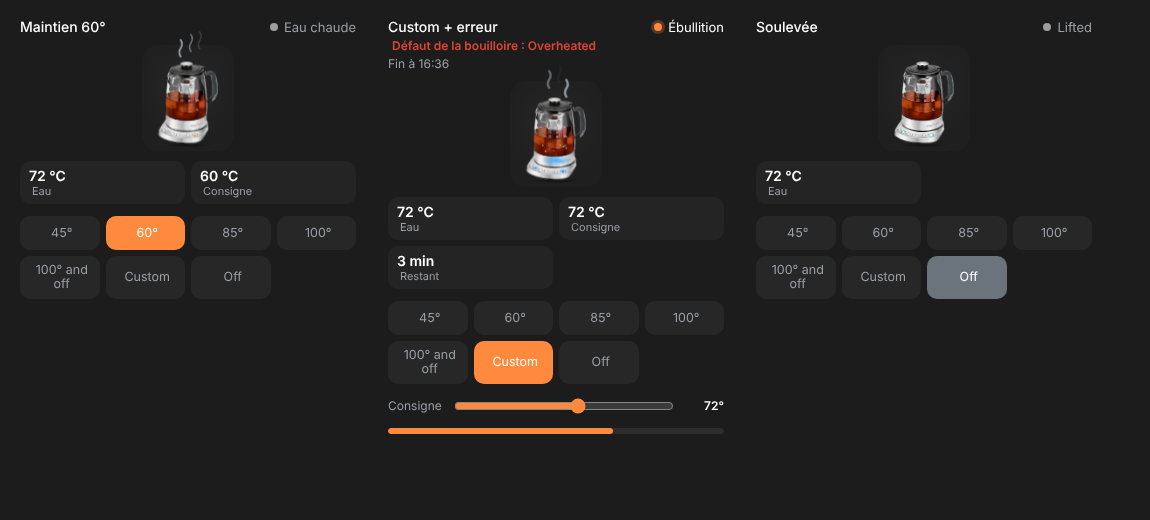 Maintien 60°
Eau chaude
72 °C
Eau
60 °C
Consigne
45°
60°
85°
100°
100° and
off
Custom
Off
Custom + erreur
Ébullition
Défaut de la bouilloire : Overheated
Fin à 16:36
72 °C
Eau
72 °C
Consigne
3 min
Restant
45°
60°
85°
100°
100° and
off
Custom
Off
Consigne
72°
Soulevée
Lifted
72 °C
Eau
45°
60°
85°
100°
100° and
off
Custom
Off